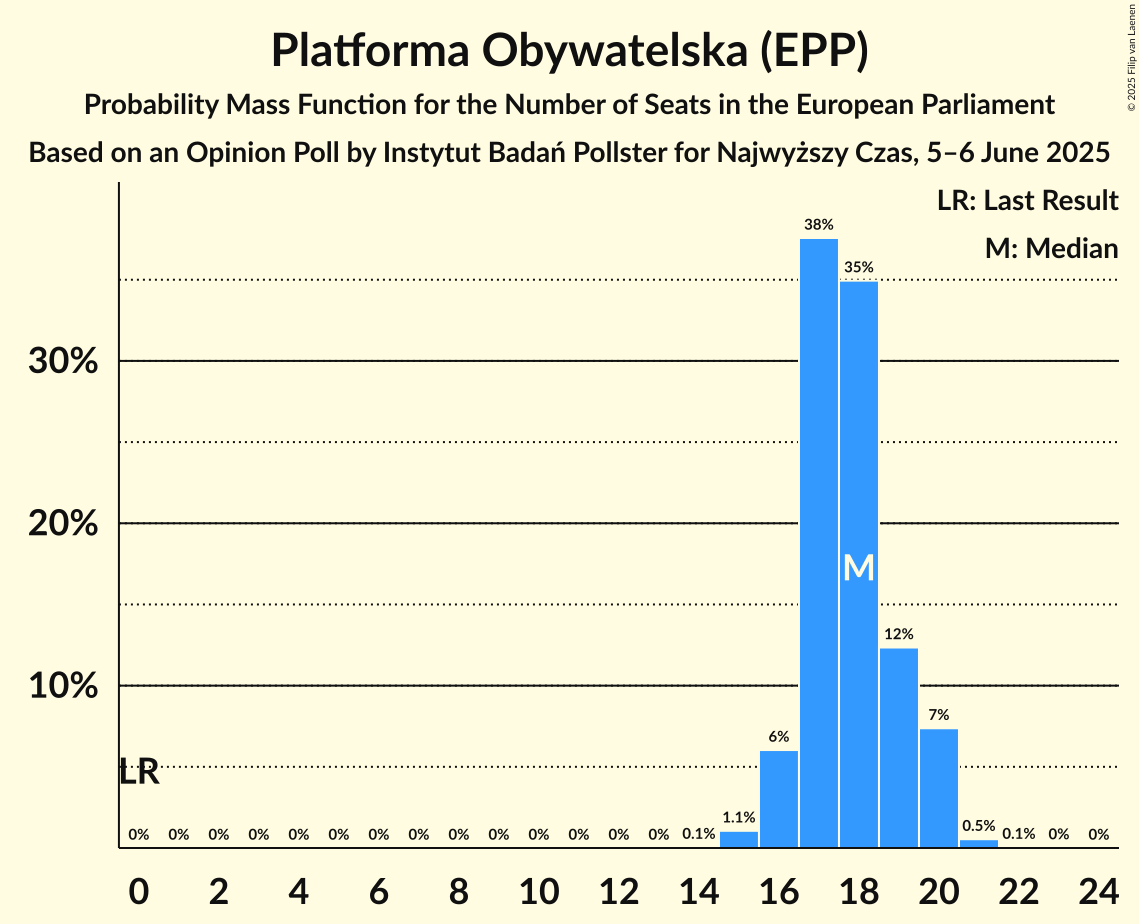 Platforma Obywatelska (EPP)
Probability Mass Function for the Number of Seats in the European Parliament
Based on an Opinion Poll by Instytut Badań Pollster for Najwyższy Czas, 5–6 June 2025
© 2025 Filip van Laenen
LR: Last Result
M: Median
38%
35%
30%
20%
M
12%
10%
7%
6%
LR
0% 0% 0% 0% 0% 0% 0% 0% 0% 0% 0% 0% 0% 0% 0.1% 1.1% 0.5% 0.1% 0% 0%
0 2 4 6 8 10 12 14 16 18 20 22 24